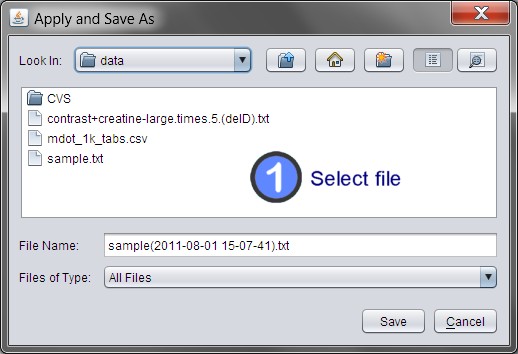 Apply and Save As
Look In: data
CVS
contrast+creatine-large.times.5.(deID).txt
mdot_1k_tabs.csv
sample.txt
1 Select file
File Name: sample(2011-08-01 15-07-41).txt
Files of Type: All Files
Save Cancel